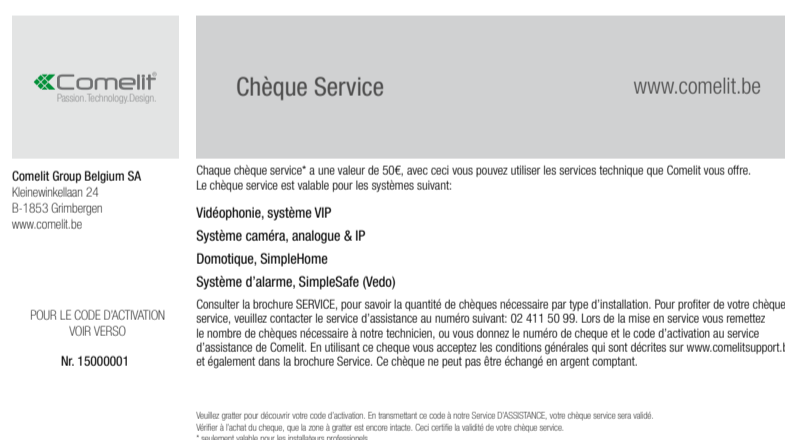 Comelit®
Passion.Technology.Design.
Chèque Service
www.comelit.be
Comelit Group Belgium SA
Kleinewinkellaan 24
B-1853 Grimbergen
www.comelit.be
POUR LE CODE D'ACTIVATION
VOIR VERSO
Nr. 15000001
Chaque chèque service* a une valeur de 50€, avec ceci vous pouvez utiliser les services technique que Comelit vous offre.
Le chèque service est valable pour les systèmes suivant:
Vidéophonie, système VIP
Système caméra, analogue & IP
Domotique, SimpleHome
Système d'alarme, SimpleSafe (Vedo)
Consulter la brochure SERVICE, pour savoir la quantité de chèques nécessaire par type d'installation. Pour profiter de votre chèque
service, veuillez contacter le service d'assistance au numéro suivant: 02 411 50 99. Lors de la mise en service vous remettez
le nombre de chèques nécessaire à notre technicien, ou vous donnez le numéro de cheque et le code d'activation au service
d'assistance de Comelit. En utilisant ce cheque vous acceptez les conditions générales qui sont décrites sur www.comelitsupport.b
et également dans la brochure Service. Ce chèque ne peut pas être échangé en argent comptant.
Veuillez gratter pour découvrir votre code d'activation. En transmettant ce code à notre Service D'ASSISTANCE, votre chèque service sera validé.
Vérifier à l'achat du cheque, que la zone à gratter est encore intacte. Ceci certifie la validité de votre chèque service.
* seulement valable pour les installateurs professionels